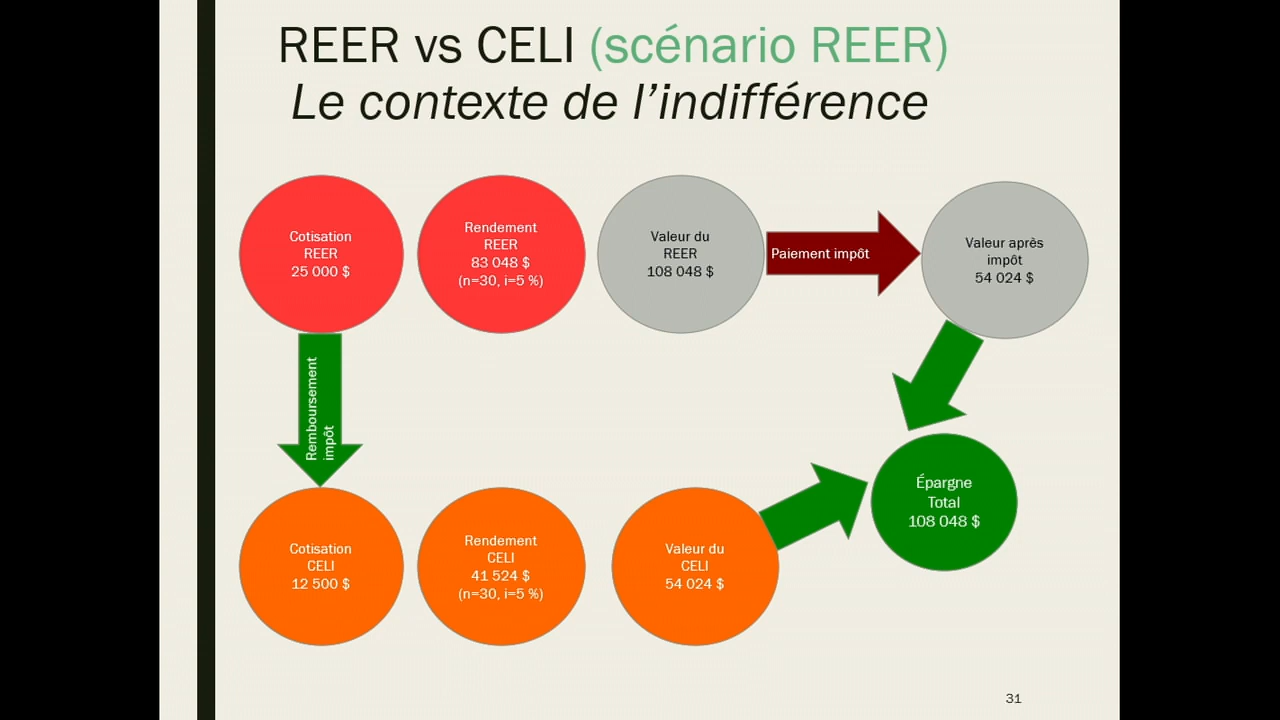 REER vs CELI (scénario REER)
Le contexte de l’indifférence
Cotisation
REER
25 000 $
Rendement
REER
83 048 $
(n=30, i=5 %)
Valeur du
REER
108 048 $
Paiement impôt
Valeur après
impôt
54 024 $
Remboursement
impôt
Cotisation
CELI
12 500 $
Rendement
CELI
41 524 $
(n=30, i=5 %)
Valeur du
CELI
54 024 $
Épargne
Total
108 048 $
31